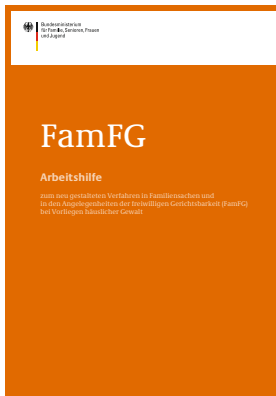 Bundesministerium
für Familie, Senioren, Frauen
und Jugend
FamFG
Arbeitshilfe
zum neu gestalteten Verfahren in Familiensachen und
in den Angelegenheiten der freiwilligen Gerichtsbarkeit (FamFG)
bei Vorliegen häuslicher Gewalt